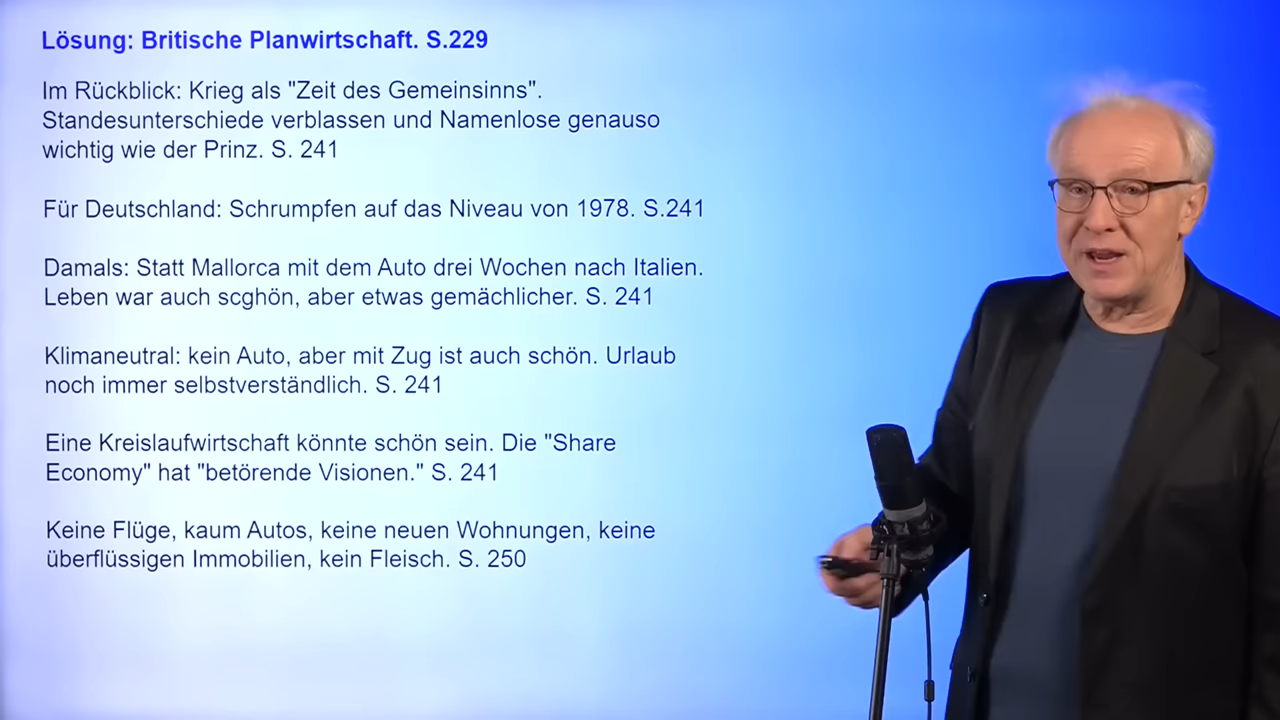 Lösung: Britische Planwirtschaft. S.229
Im Rückblick: Krieg als "Zeit des Gemeinsinns".
Standesunterschiede verblassen und Namenlose genauso
wichtig wie der Prinz. S. 241
Für Deutschland: Schrumpfen auf das Niveau von 1978. S.241
Damals: Statt Mallorca mit dem Auto drei Wochen nach Italien.
Leben war auch scghön, aber etwas gemächlicher. S. 241
Klimaneutral: kein Auto, aber mit Zug ist auch schön. Urlaub
noch immer selbstverständlich. S. 241
Eine Kreislaufwirtschaft könnte schön sein. Die "Share
Economy" hat "betörende Visionen." S. 241
Keine Flüge, kaum Autos, keine neuen Wohnungen, keine
überflüssigen Immobilien, kein Fleisch. S. 250